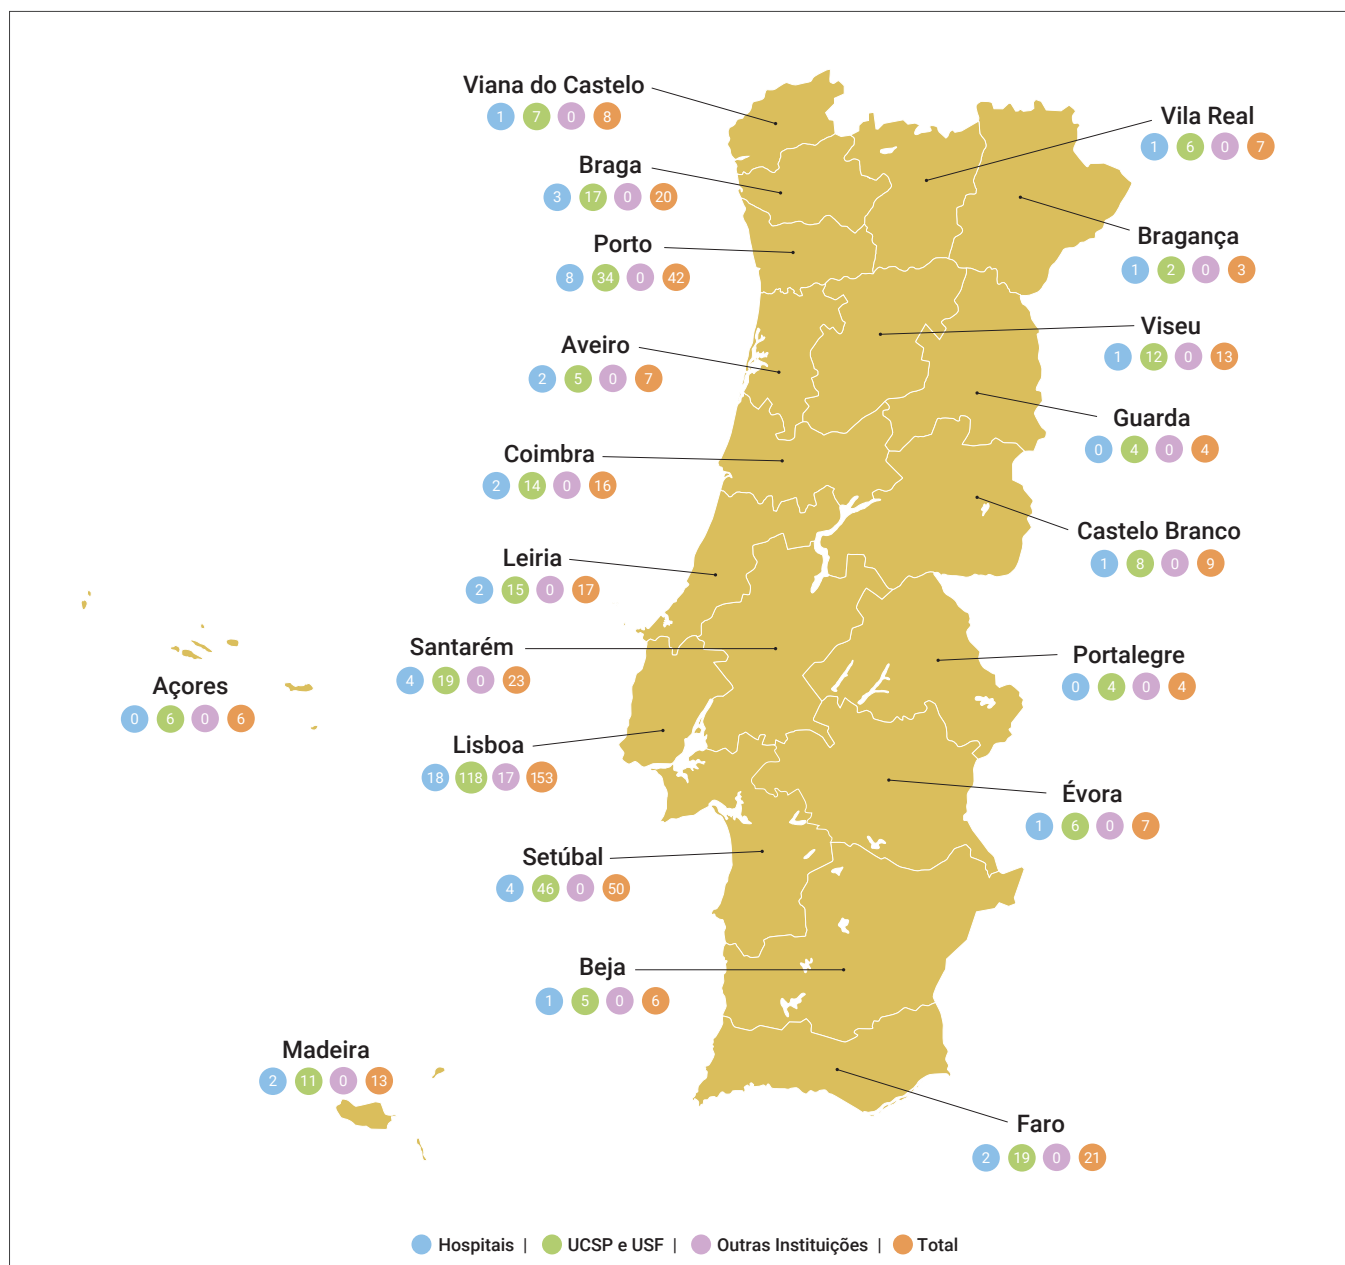 Viana do Castelo
1 7 0 8
Vila Real
1 6 0 7
Braga
3 17 0 20
Porto
8 34 0 42
Bragança
1 2 0 3
Viseu
1 12 0 13
Aveiro
2 5 0 7
Guarda
0 4 0 4
Coimbra
2 14 0 16
Castelo Branco
1 8 0 9
Leiria
2 15 0 17
Santarém
4 19 0 23
Portalegre
0 4 0 4
Açores
0 6 0 6
Lisboa
18 118 17 153
Évora
1 6 0 7
Setúbal
4 46 0 50
Beja
1 5 0 6
Madeira
2 11 0 13
Faro
2 19 0 21
Hospitais | UCSP e USF | Outras Instituições | Total